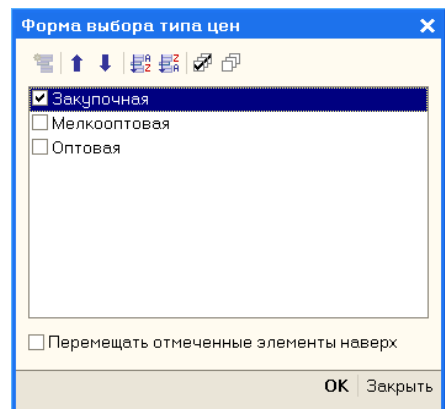 Форма выбора типа цен
Закупочная
Мелкооптовая
Оптовая
Перемещать отмеченные элементы наверх
OK Закрыть